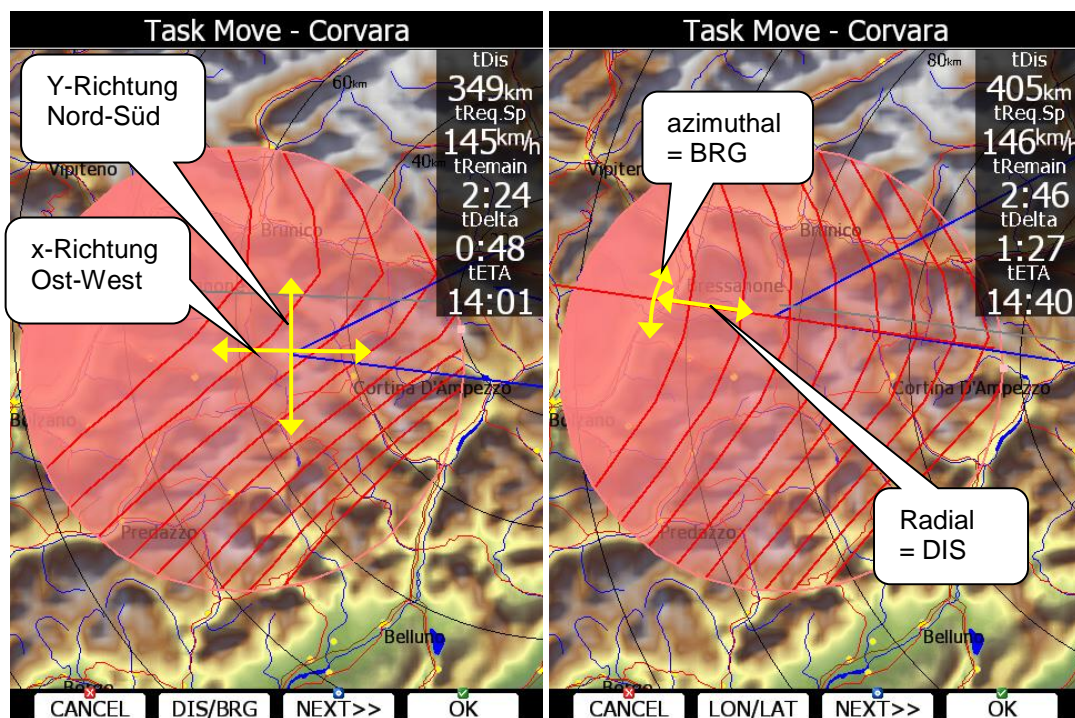 Task Move - Corvara
Y-Richtung
Nord-Süd
x-Richtung
Ost-West
60km
40km
tDis
349km
tReq.Sp
145km/h
tRemain
2:24
tDelta
0:48
tETA
14:01
Vipiteno
Brunico
Cortina D'Ampezzo
Bolzano
Predazzo
Belluno
Borgo
CANCEL
DIS/BRG
NEXT>>
OK
Task Move - Corvara
azimuthal
= BRG
Radial
= DIS
80km
tDis
405km
tReq.Sp
146km/h
tRemain
2:46
tDelta
1:27
tETA
14:40
Vipiteno
Brunico
Bressanone
Cortina D'Ampezzo
Bolzano
Predazzo
Belluno
Borgo
CANCEL
LON/LAT
NEXT>>
OK